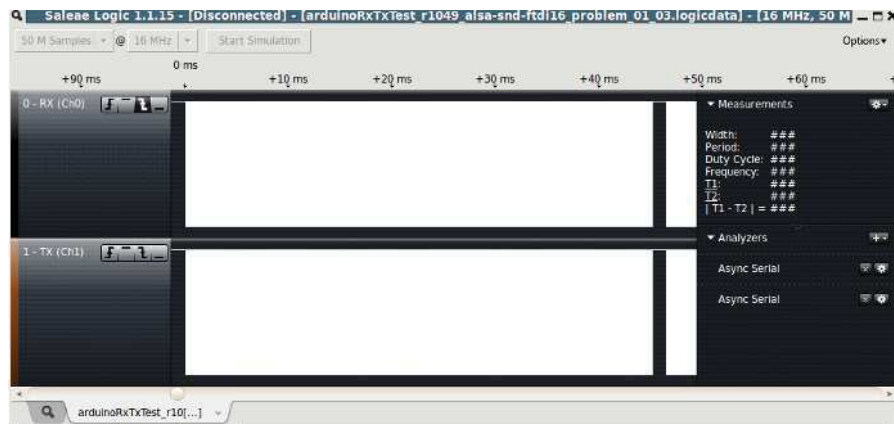 Saleae Logic 1.1.15 - [Disconnected] - [arduinoRxTxTest_r1049_alsa-snd-ftdi16_problem_01_03.logicdata] - [16 MHz, 50 M
50 M Samples @ 16 MHz Start Simulation Options
0 ms
+90 ms +10 ms +20 ms +30 ms +40 ms +50 ms +60 ms
0 - RX (Ch0)
Measurements
Width: ###
Period: ###
Duty Cycle: ###
Frequency: ###
T1: ###
T2: ###
| T1 - T2 | = ###
1 - TX (Ch1)
Analyzers
Async Serial
Async Serial
arduinoRxTxTest_r10[...]